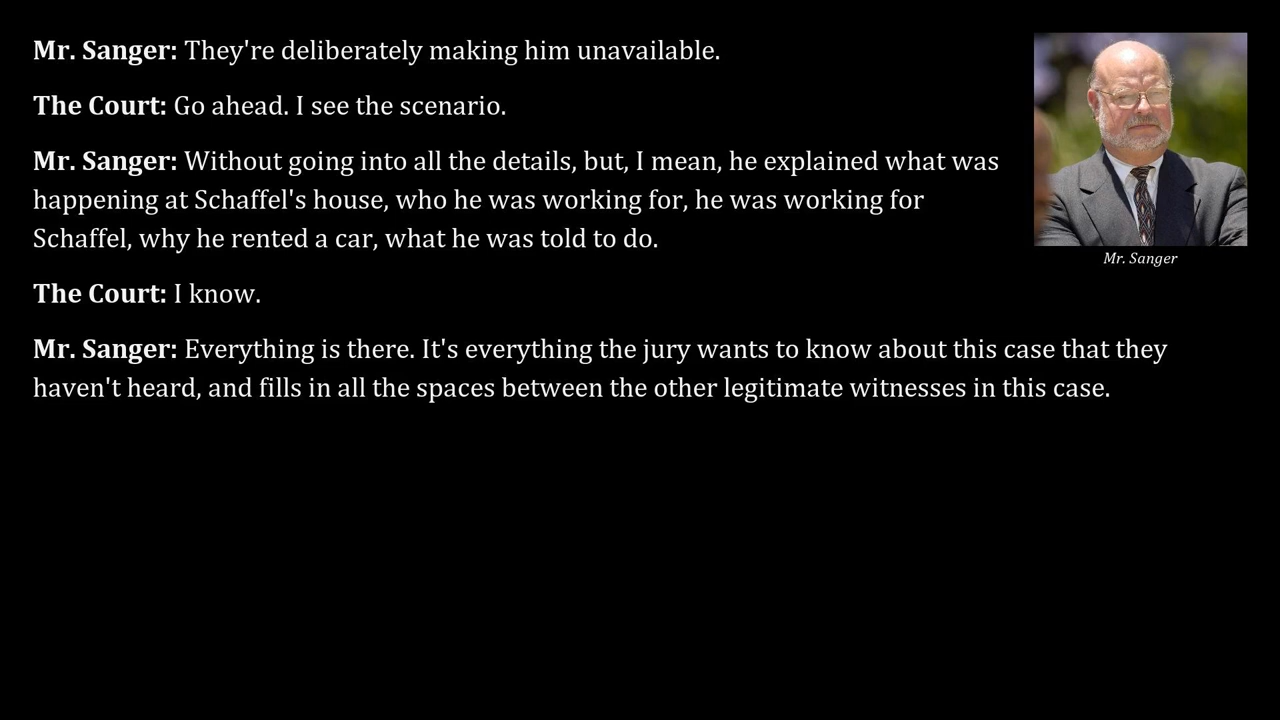 Mr. Sanger: They're deliberately making him unavailable.
The Court: Go ahead. I see the scenario.
Mr. Sanger: Without going into all the details, but, I mean, he explained what was
happening at Schaffel's house, who he was working for, he was working for
Schaffel, why he rented a car, what he was told to do.
Mr. Sanger
The Court: I know.
Mr. Sanger: Everything is there. It's everything the jury wants to know about this case that they
haven't heard, and fills in all the spaces between the other legitimate witnesses in this case.